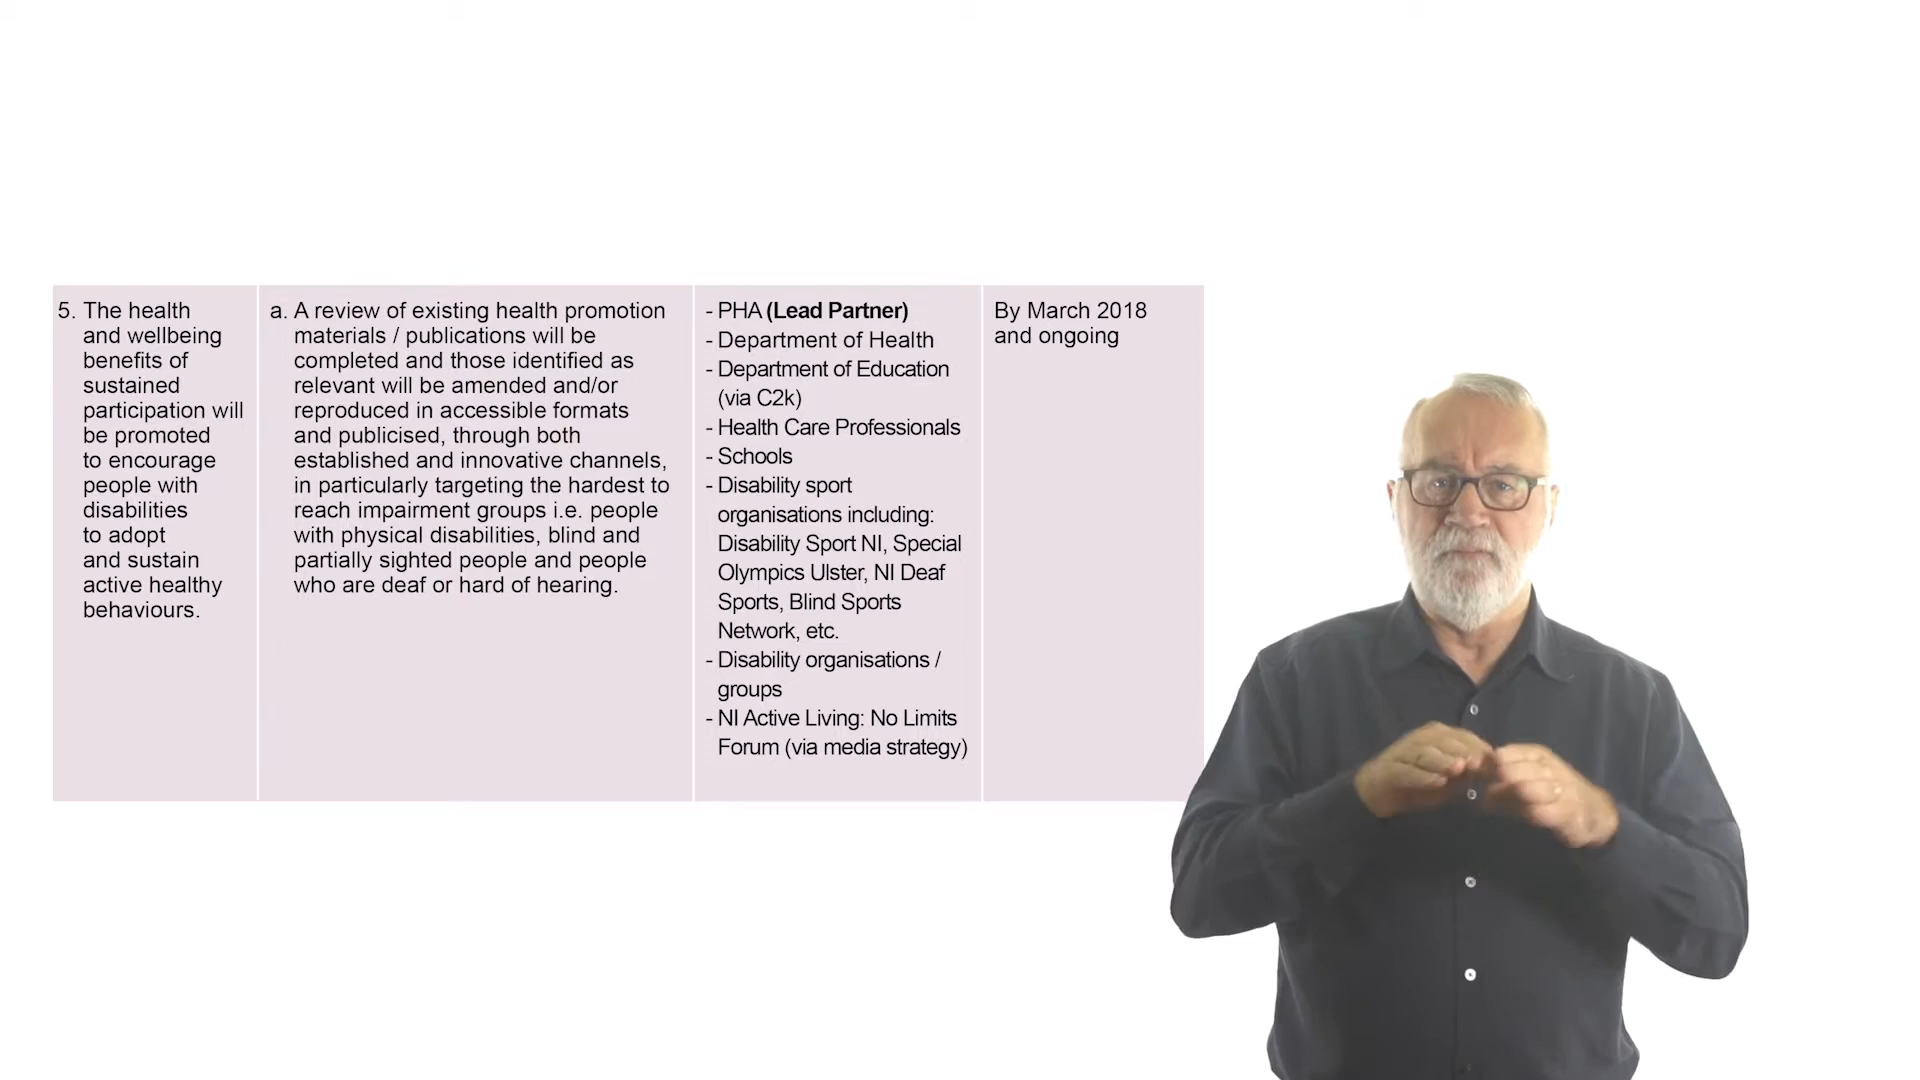 5. The health
and wellbeing
benefits of
sustained
participation will
be promoted
to encourage
people with
disabilities
to adopt
and sustain
active healthy
behaviours.
a. A review of existing health promotion
materials / publications will be
completed and those identified as
relevant will be amended and/or
reproduced in accessible formats
and publicised, through both
established and innovative channels,
in particularly targeting the hardest to
reach impairment groups i.e. people
with physical disabilities, blind and
partially sighted people and people
who are deaf or hard of hearing.
- PHA (Lead Partner)
- Department of Health
- Department of Education
(via C2k)
- Health Care Professionals
- Schools
- Disability sport
organisations including:
Disability Sport NI, Special
Olympics Ulster, NI Deaf
Sports, Blind Sports
Network, etc.
- Disability organisations /
groups
- NI Active Living: No Limits
Forum (via media strategy)
By March 2018
and ongoing